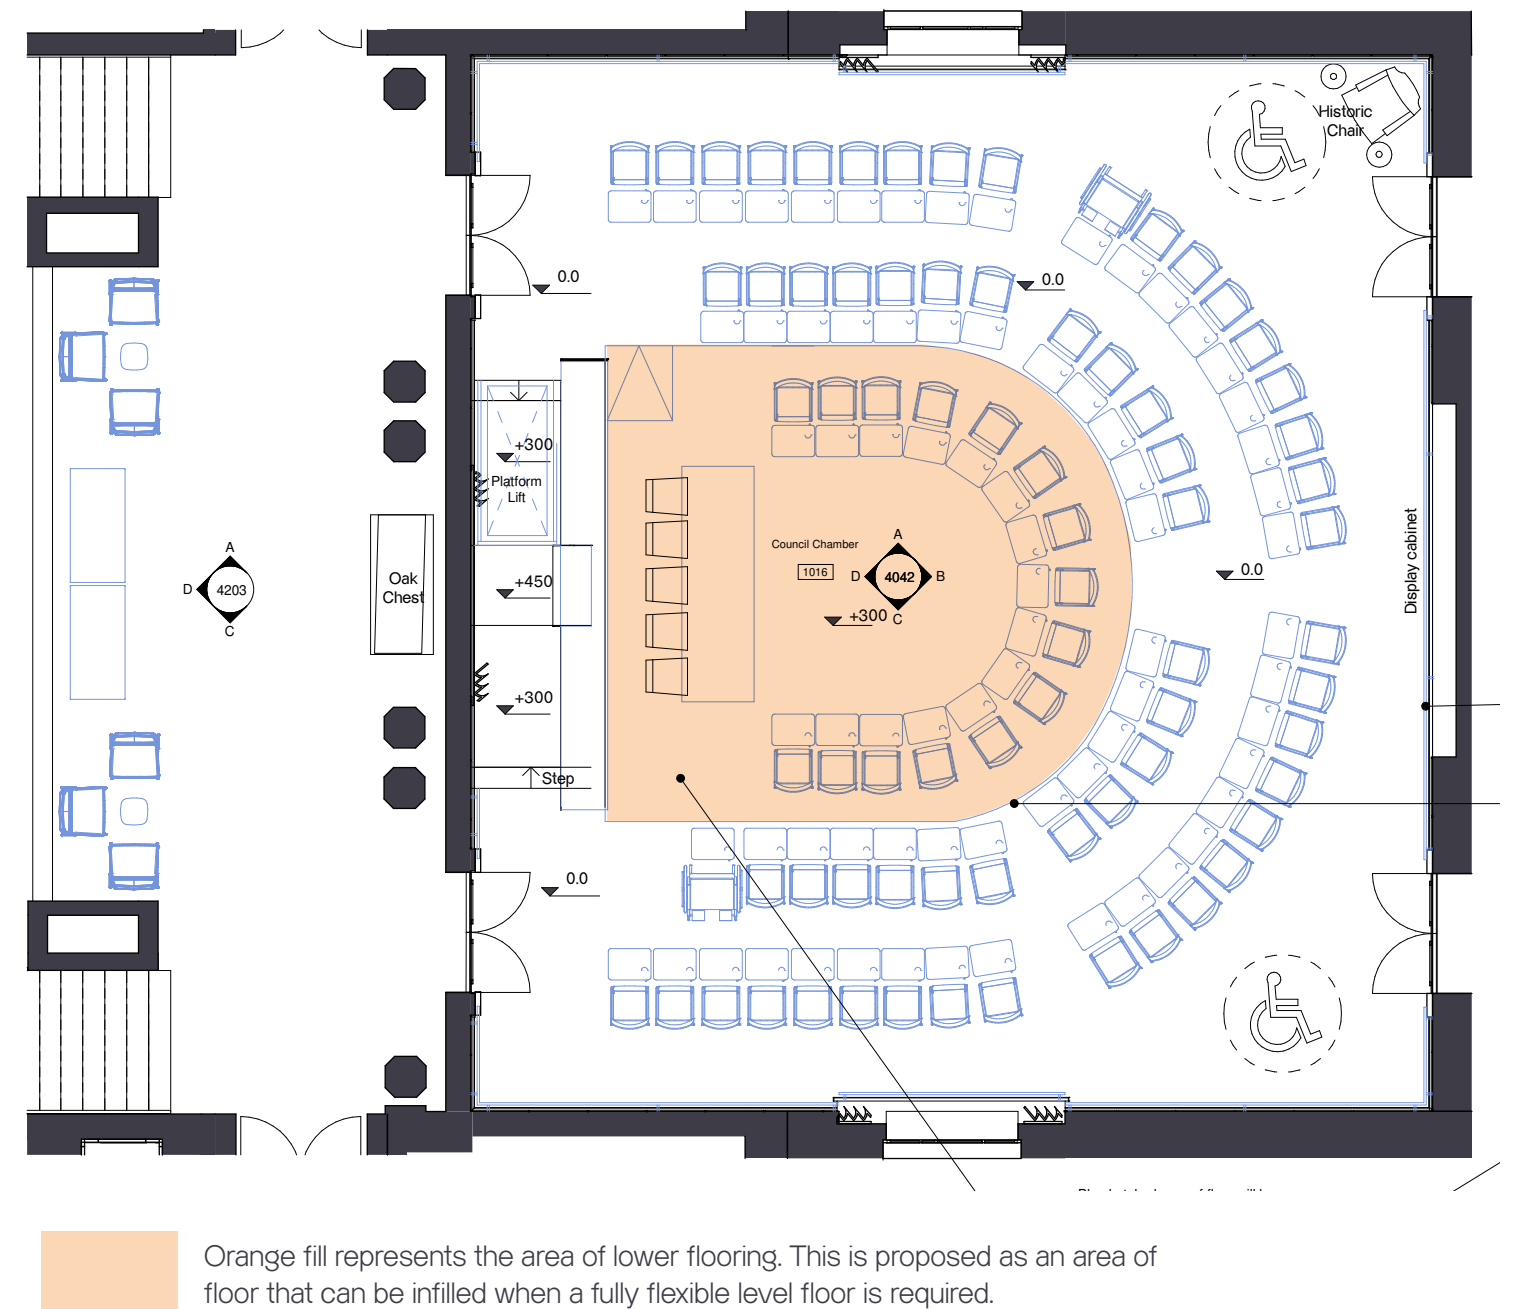 Historic
Chair
0.0
0.0
+300
Platform
Lift
A
D
4203
C
Oak
Chest
+450
Council Chamber
1016
A
D
4042
B
C
+300
0.0
Display cabinet
+300
Step
0.0
Orange fill represents the area of lower flooring. This is proposed as an area of
floor that can be infilled when a fully flexible level floor is required.